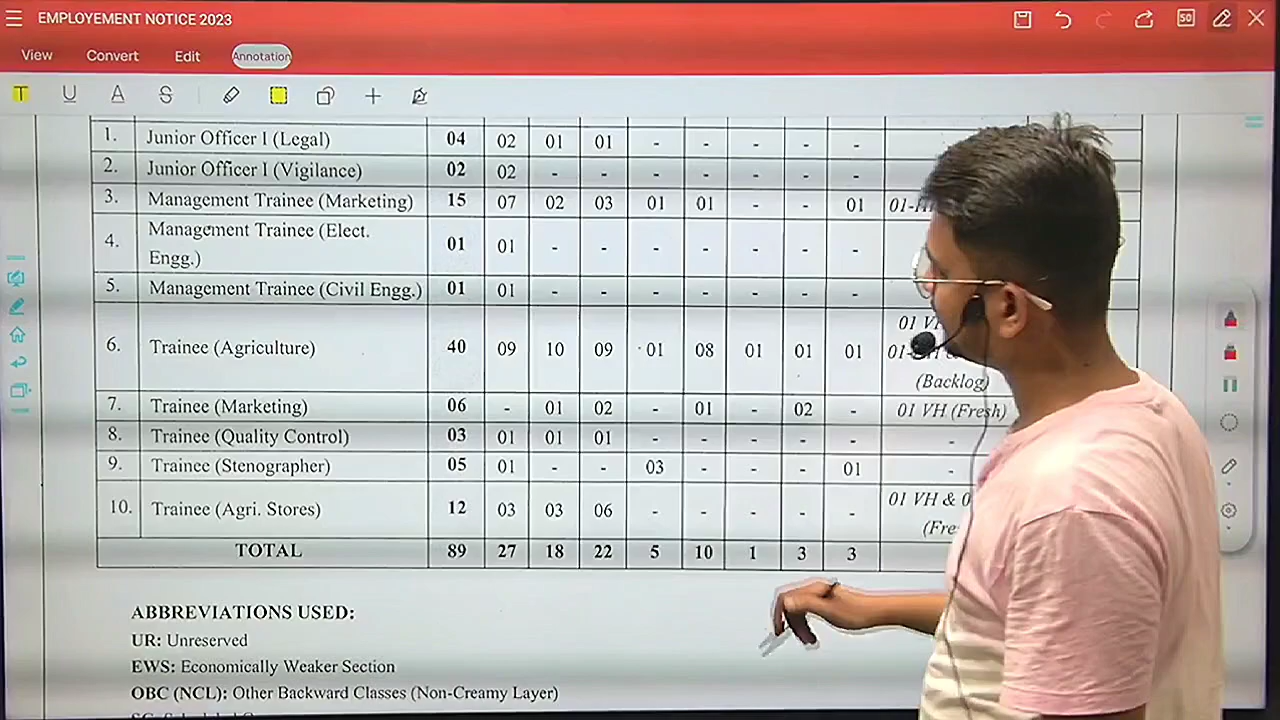 EMPLOYEMENT NOTICE 2023
50
View Convert Edit Annotation
T U A S
1. Junior Officer I (Legal) 04 02 01 01 - - - - -
2. Junior Officer I (Vigilance) 02 02 - - - - - - -
3. Management Trainee (Marketing) 15 07 02 03 01 01 - - 01
4. Management Trainee (Elect. Engg.) 01 01 - - - - - - -
5. Management Trainee (Civil Engg.) 01 01 - - - - - - -
6. Trainee (Agriculture) 40 09 10 09 01 08 01 01 01 01 (Backlog)
7. Trainee (Marketing) 06 - 01 02 - 01 - 02 - 01 VH (Fresh)
8. Trainee (Quality Control) 03 01 01 01 - - - - - -
9. Trainee (Stenographer) 05 01 - - 03 - - - 01 -
10. Trainee (Agri. Stores) 12 03 03 06 - - - - - 01 VH &
TOTAL 89 27 18 22 5 10 1 3 3
ABBREVIATIONS USED:
UR: Unreserved
EWS: Economically Weaker Section
OBC (NCL): Other Backward Classes (Non-Creamy Layer)